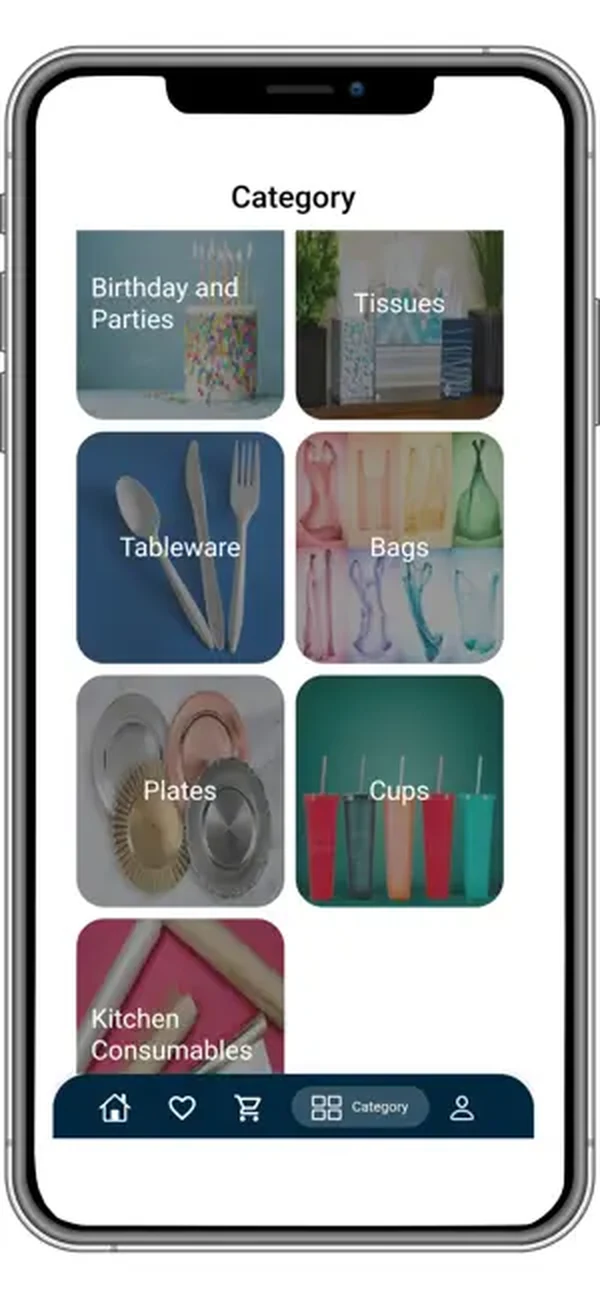 Category
Birthday and
Parties
Tissues
Tableware
Bags
Plates
Cups
Kitchen
Consumables
Category